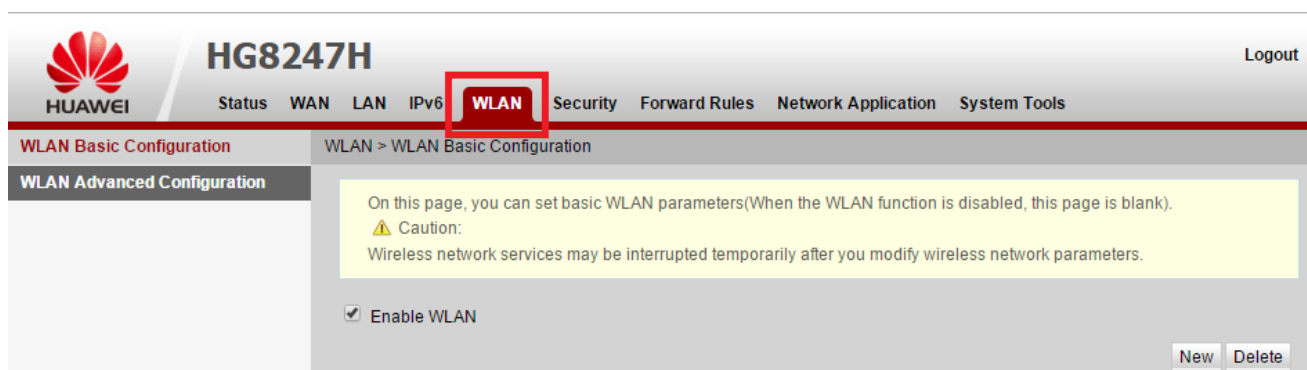 HG8247H
Logout
HUAWEI
Status WAN LAN IPv6 WLAN Security Forward Rules Network Application System Tools
WLAN Basic Configuration
WLAN > WLAN Basic Configuration
WLAN Advanced Configuration
On this page, you can set basic WLAN parameters(When the WLAN function is disabled, this page is blank).
Caution:
Wireless network services may be interrupted temporarily after you modify wireless network parameters.
Enable WLAN
New Delete